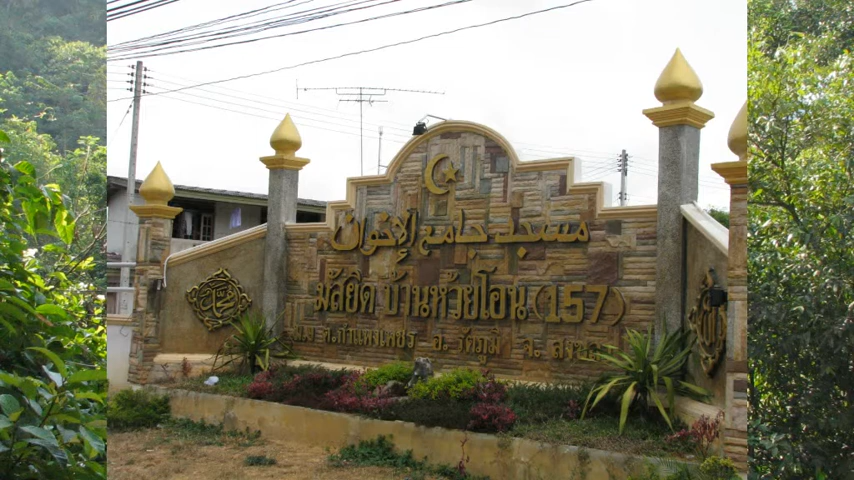 مسجد جامع الإخوان
มัสยิด บ้านห้วยโอน (157)
ต.กำแพงเพชร อ. รัตภูมิ จ. สงขลา